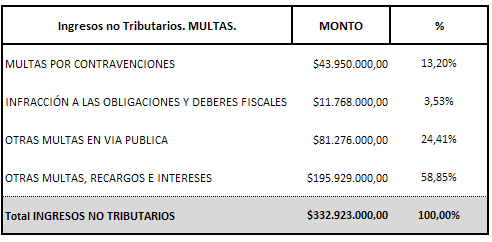 Ingresos no Tributarios. MULTAS. MONTO %
MULTAS POR CONTRAVENCIONES $43.950.000,00 13,20%
INFRACCIÓN A LAS OBLIGACIONES Y DEBERES FISCALES $11.768.000,00 3,53%
OTRAS MULTAS EN VIA PUBLICA $81.276.000,00 24,41%
OTRAS MULTAS, RECARGOS E INTERESES $195.929.000,00 58,85%
Total INGRESOS NO TRIBUTARIOS $332.923.000,00 100,00%